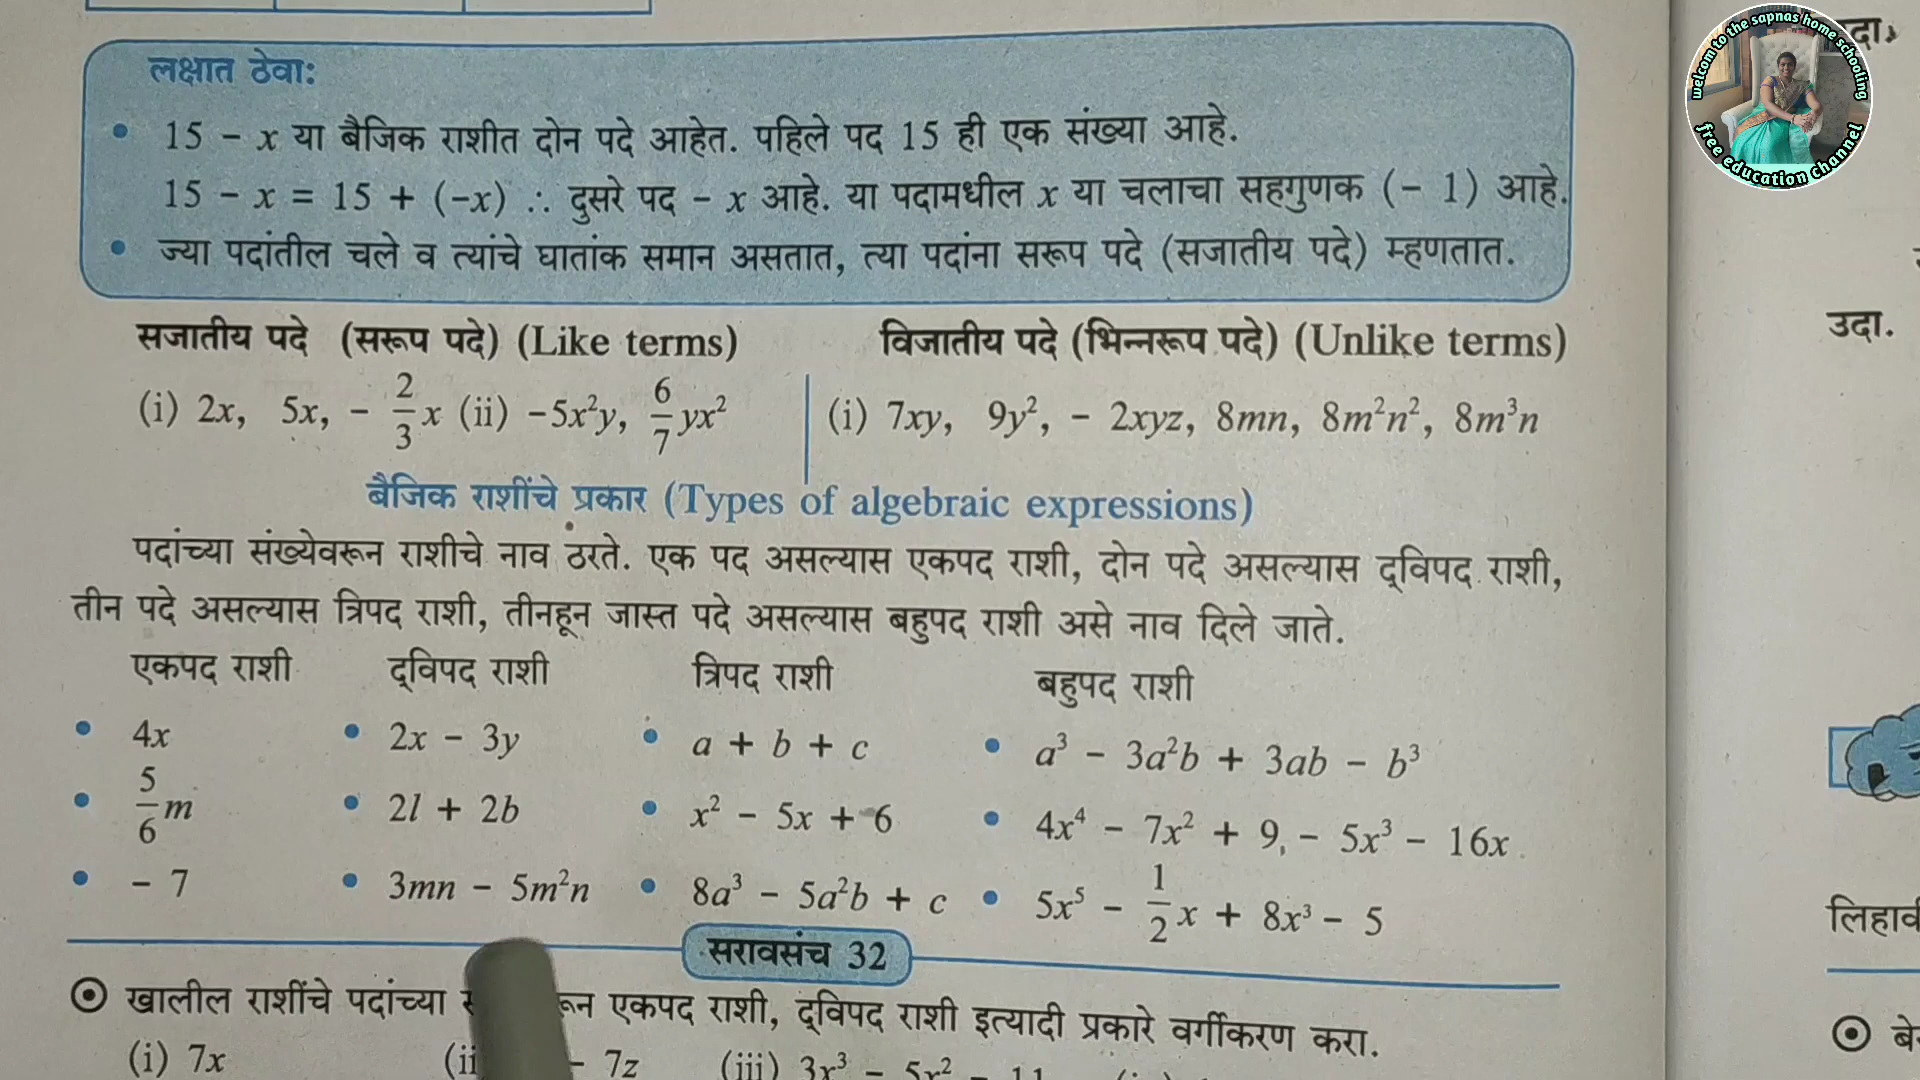 लक्षात ठेवा:
• 15 - x या बैजिक राशीत दोन पदे आहेत. पहिले पद 15 ही एक संख्या आहे.
15 - x = 15 + (-x) ∴ दुसरे पद - x आहे. या पदामधील x या चलाचा सहगुणक (- 1) आहे.
• ज्या पदांतील चले व त्यांचे घातांक समान असतात, त्या पदांना सरूप पदे (सजातीय पदे) म्हणतात.
सजातीय पदे (सरूप पदे) (Like terms) विजातीय पदे (भिन्नरूप पदे) (Unlike terms)
(i) 2x, 5x, - 2/3 x (ii) -5x²y, 6/7 yx² (i) 7xy, 9y², - 2xyz, 8mn, 8m²n², 8m³n
बैजिक राशींचे प्रकार (Types of algebraic expressions)
पदांच्या संख्येवरून राशीचे नाव ठरते. एक पद असल्यास एकपद राशी, दोन पदे असल्यास द्विपद राशी,
तीन पदे असल्यास त्रिपद राशी, तीनहून जास्त पदे असल्यास बहुपद राशी असे नाव दिले जाते.
एकपद राशी द्विपद राशी त्रिपद राशी बहुपद राशी
• 4x • 2x - 3y • a + b + c • a³ - 3a²b + 3ab - b³
• 5/6 m • 2l + 2b • x² - 5x + 6 • 4x⁴ - 7x² + 9, - 5x³ - 16x
• - 7 • 3mn - 5m²n • 8a³ - 5a²b + c • 5x⁵ - 1/2 x + 8x³ - 5
सरावसंच 32
खालील राशींचे पदांच्या रून एकपद राशी, द्विपद राशी इत्यादी प्रकारे वर्गीकरण करा.
(i) 7x (ii - 7z (iii) 3x³ - 5x² - 11
उदा.
welcom to the sapnas home schooling
free education channel